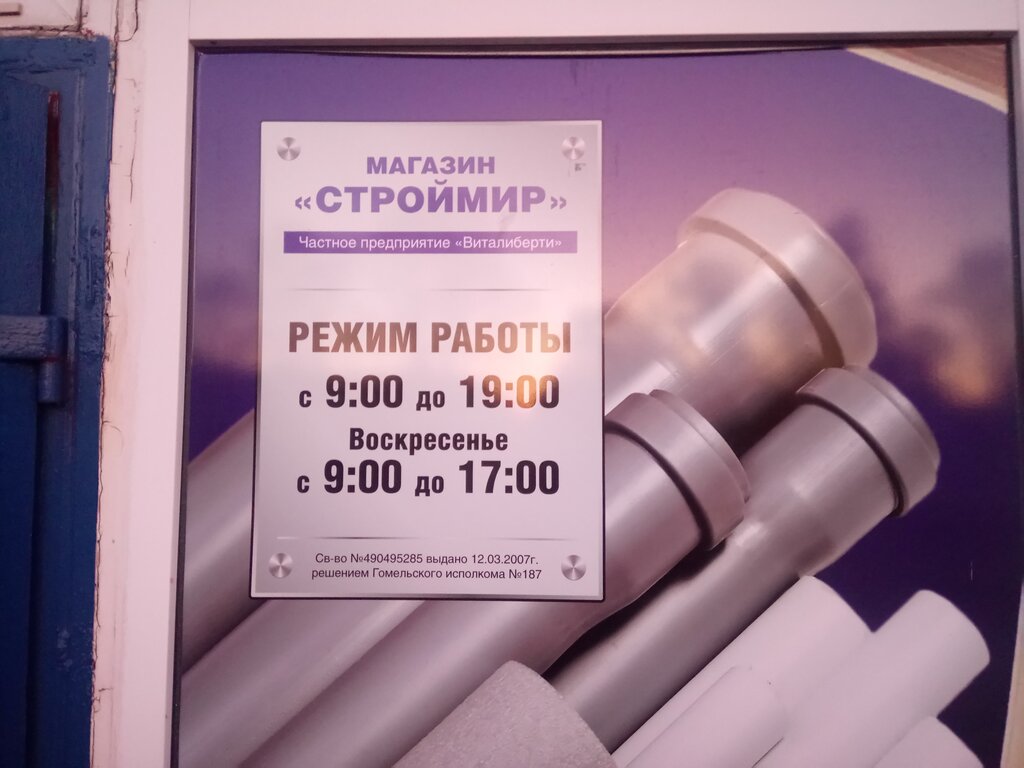 МАГАЗИН
«СТРОЙМИР»
Частное предприятие «Виталиберти»
РЕЖИМ РАБОТЫ
с 9:00 до 19:00
Воскресенье
с 9:00 до 17:00
Св-во №490495285 выдано 12.03.2007г.
решением Гомельского исполкома №187